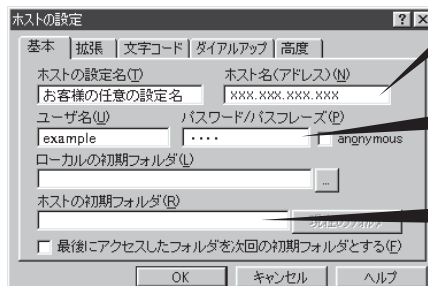 ホストの設定
基本 拡張 文字コード ダイアルアップ 高度
ホストの設定名(T) ホスト名(アドレス)(N)
お客様の任意の設定名 xxx.xxx.xxx.xxx
ユーザ名(U) パスワード/パスフレーズ(P)
example ････ anonymous
ローカルの初期フォルダ(L)
...
ホストの初期フォルダ(R)
最後にアクセスしたフォルダを次回の初期フォルダとする(F)
OK キャンセル ヘルプ